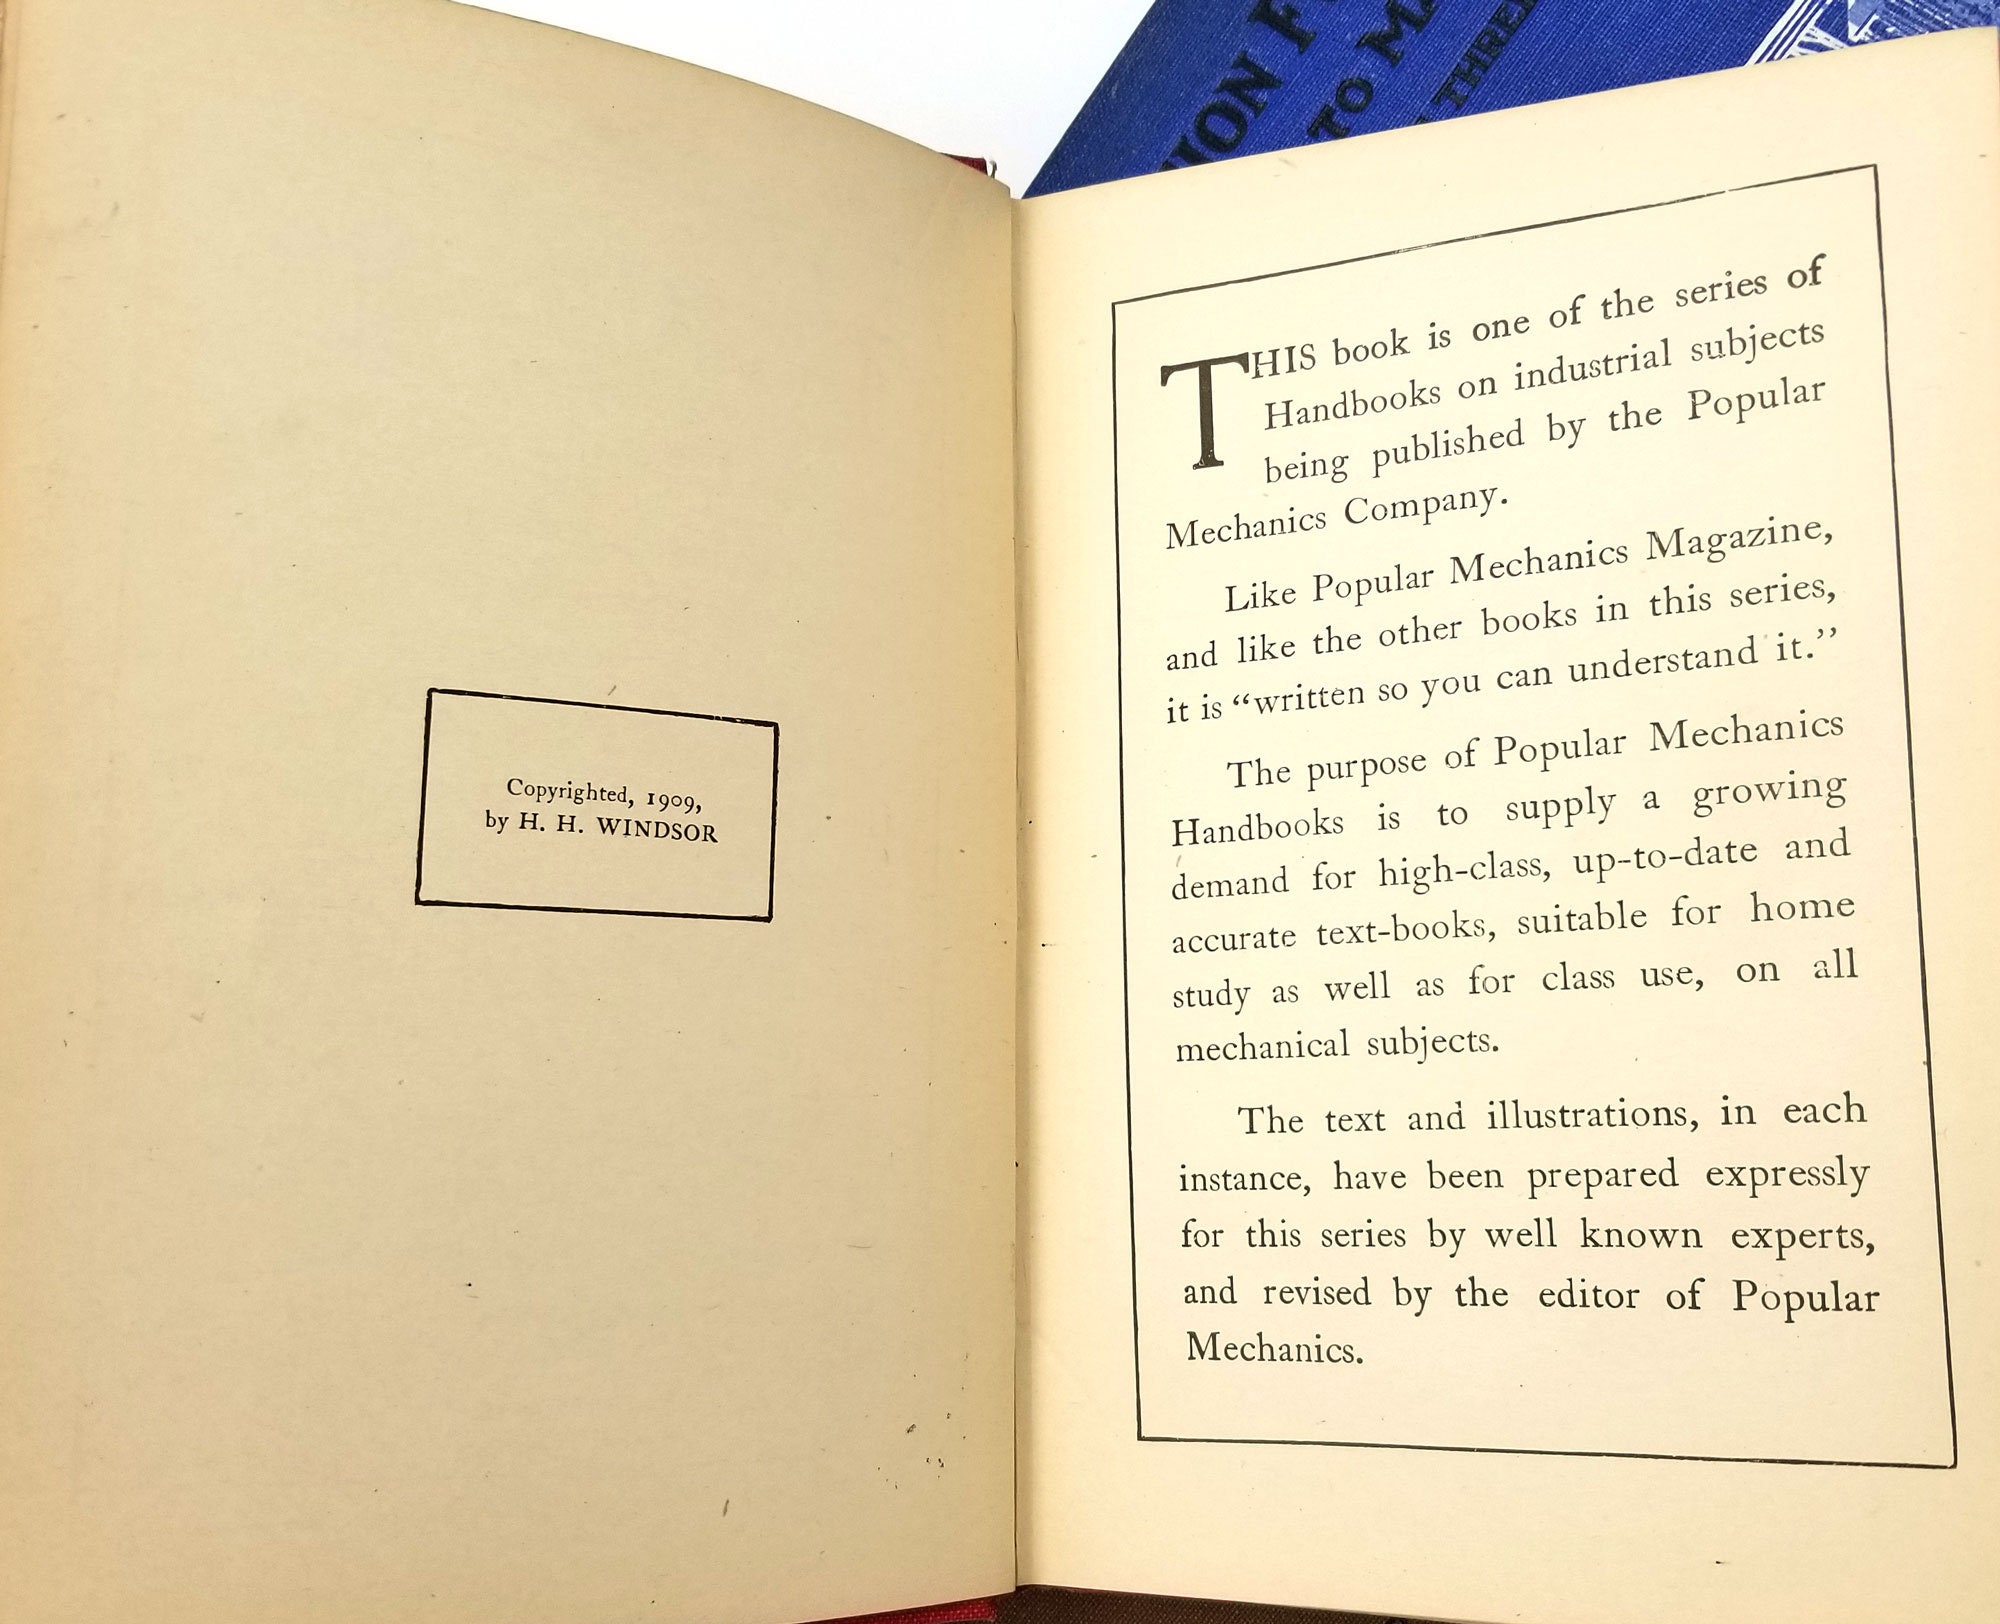 Copyrighted, 1909,
by H. H. WINDSOR
TO
THREE
THIS book is one of the series of
Handbooks on industrial subjects
being published by the Popular
Mechanics Company.
Like Popular Mechanics Magazine,
and like the other books in this series,
it is “written so you can understand it.”
The purpose of Popular Mechanics
Handbooks is to supply a growing
demand for high-class, up-to-date and
accurate text-books, suitable for home
study as well as for class use, on all
mechanical subjects.
The text and illustrations, in each
instance, have been prepared expressly
for this series by well known experts,
and revised by the editor of Popular
Mechanics.